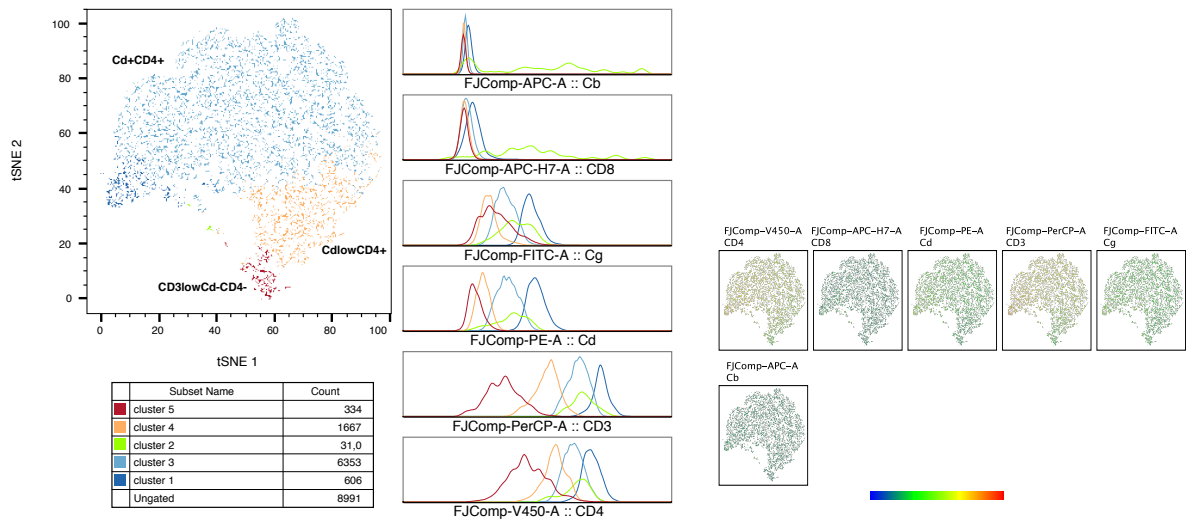 100
80
60
40
20
0
tSNE 2
Cd+CD4+
CdlowCD4+
CD3lowCd-CD4-
0 20 40 60 80 100
tSNE 1
Subset Name Count
cluster 5 334
cluster 4 1667
cluster 2 31,0
cluster 3 6353
cluster 1 606
Ungated 8991
FJComp-APC-A :: Cb
FJComp-APC-H7-A :: CD8
FJComp-FITC-A :: Cg
FJComp-PE-A :: Cd
FJComp-PerCP-A :: CD3
FJComp-V450-A :: CD4
FJComp-V450-A
CD4
FJComp-APC-H7-A
CD8
FJComp-PE-A
Cd
FJComp-PerCP-A
CD3
FJComp-FITC-A
Cg
FJComp-APC-A
Cb